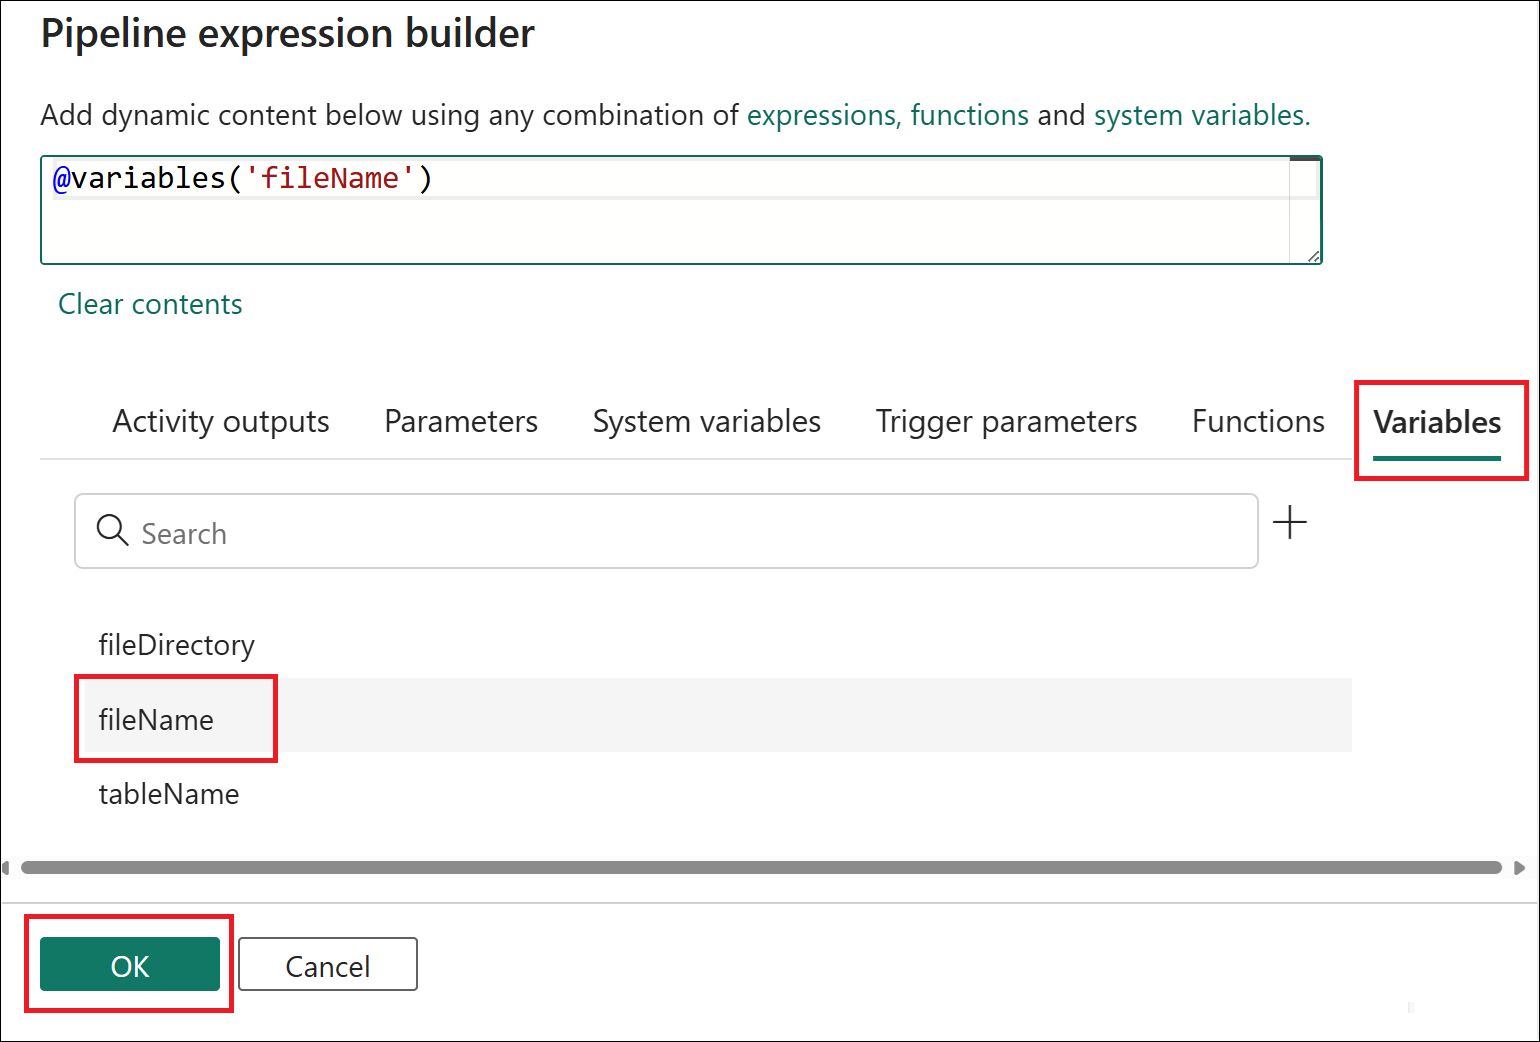 Pipeline expression builder
Add dynamic content below using any combination of expressions, functions and system variables.
@variables('fileName')
Clear contents
Activity outputs Parameters System variables Trigger parameters Functions Variables
Search
fileDirectory
fileName
tableName
OK Cancel